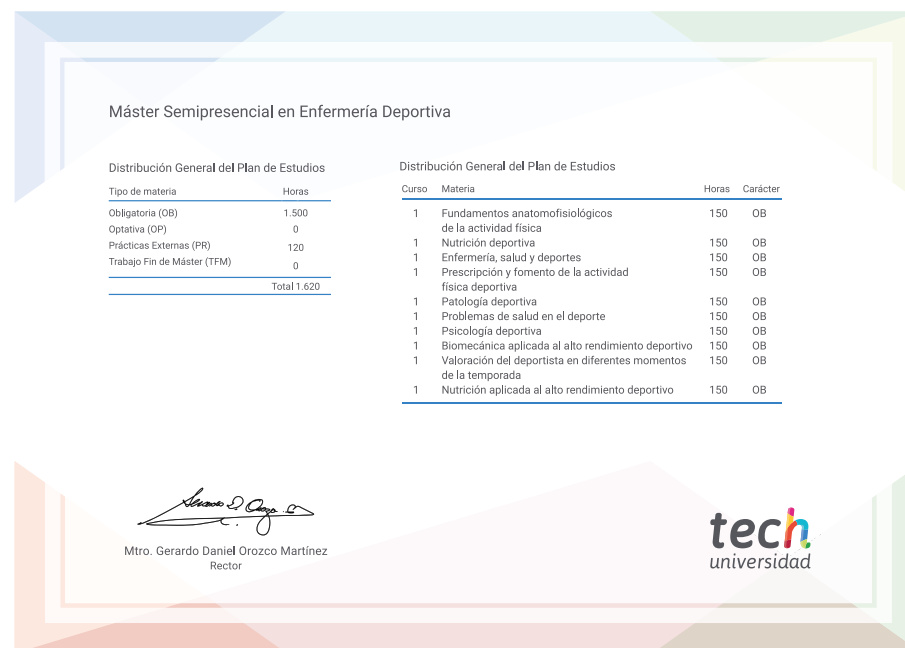 Máster Semipresencial en Enfermería Deportiva
Distribución General del Plan de Estudios
Tipo de materia Horas
Obligatoria (OB) 1.500
Optativa (OP) 0
Prácticas Externas (PR) 120
Trabajo Fin de Máster (TFM) 0
Total 1.620
Distribución General del Plan de Estudios
Curso Materia Horas Carácter
1 Fundamentos anatomofisiológicos 150 OB
de la actividad física
1 Nutrición deportiva 150 OB
1 Enfermería, salud y deportes 150 OB
1 Prescripción y fomento de la actividad 150 OB
física deportiva
1 Patología deportiva 150 OB
1 Problemas de salud en el deporte 150 OB
1 Psicología deportiva 150 OB
1 Biomecánica aplicada al alto rendimiento deportivo 150 OB
1 Valoración del deportista en diferentes momentos 150 OB
de la temporada
1 Nutrición aplicada al alto rendimiento deportivo 150 OB
Mtro. Gerardo Daniel Orozco Martínez
Rector
tech
universidad